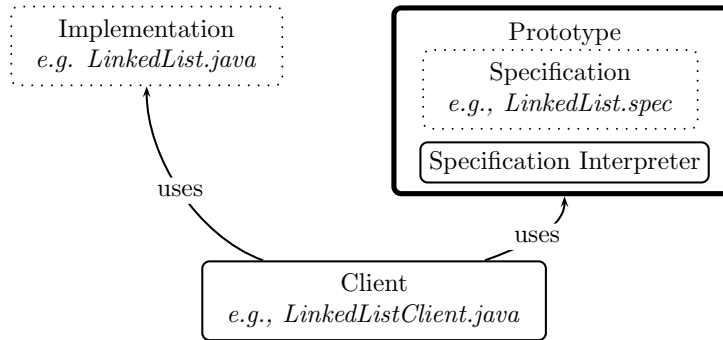 Implementation
e.g. LinkedList.java
Prototype
Specification
e.g., LinkedList.spec
Specification Interpreter
uses
uses
Client
e.g., LinkedListClient.java